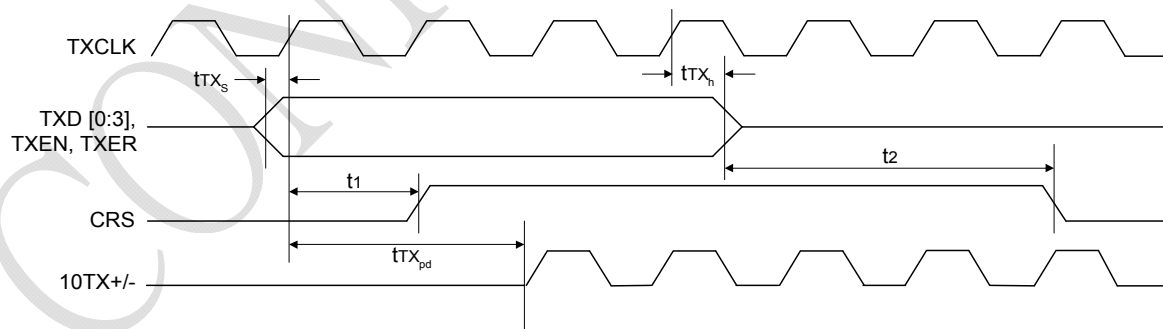 TXCLK
tTXS
tTXh
TXD [0:3],
TXEN, TXER
t2
t1
CRS
tTXpd
10TX+/-